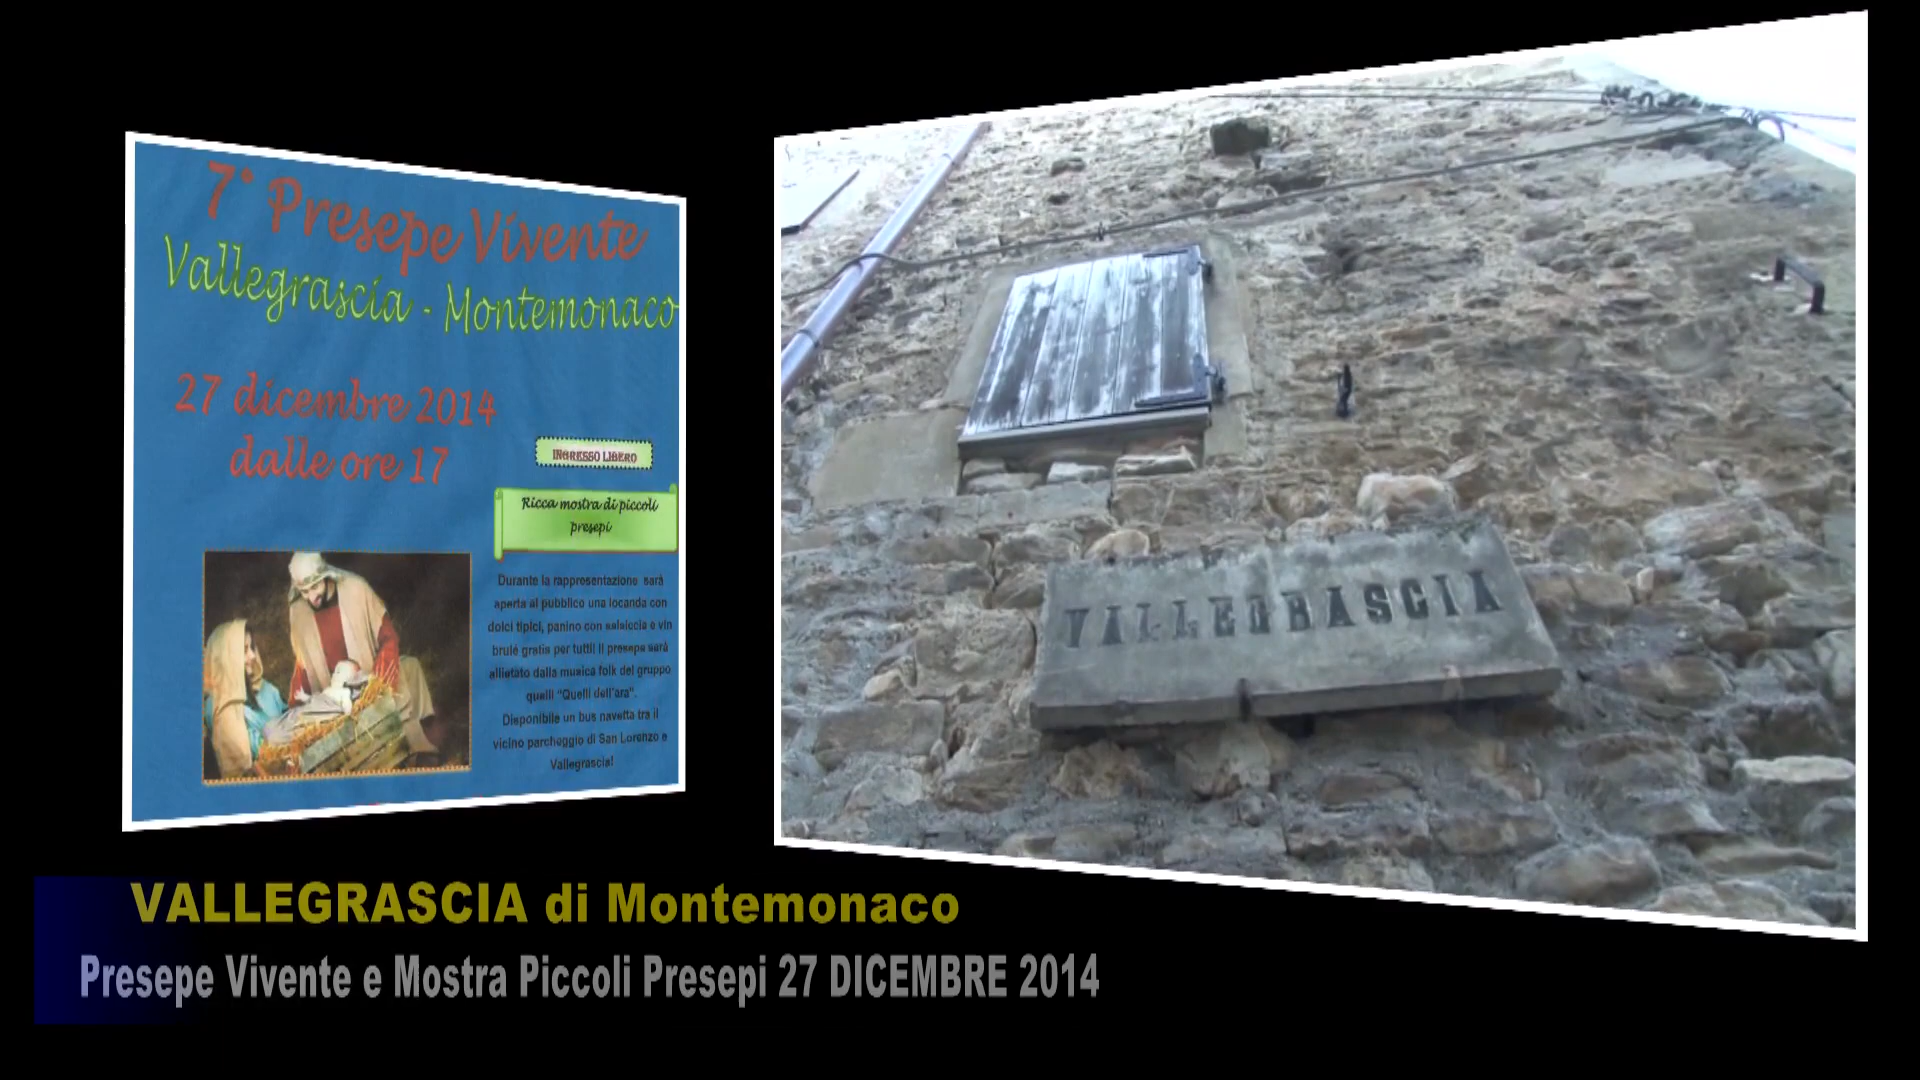 7° Presepe Vivente
Vallegrascia - Montemonaco
27 dicembre 2014
dalle ore 17
INGRESSO LIBERO
Ricca mostra di piccoli
presepi
Durante la rappresentazione sarà
aperta al pubblico una locanda con
dolci tipici, panino con salsiccia e vin
brulé gratis per tutti! Il presepe sarà
allietato dalla musica folk del gruppo
quelli "Quelli dell'ara".
Disponibile un bus navetta tra il
vicino parcheggio di San Lorenzo e
Vallegrascia!
VALLEGRASCIA
VALLEGRASCIA di Montemonaco
Presepe Vivente e Mostra Piccoli Presepi 27 DICEMBRE 2014